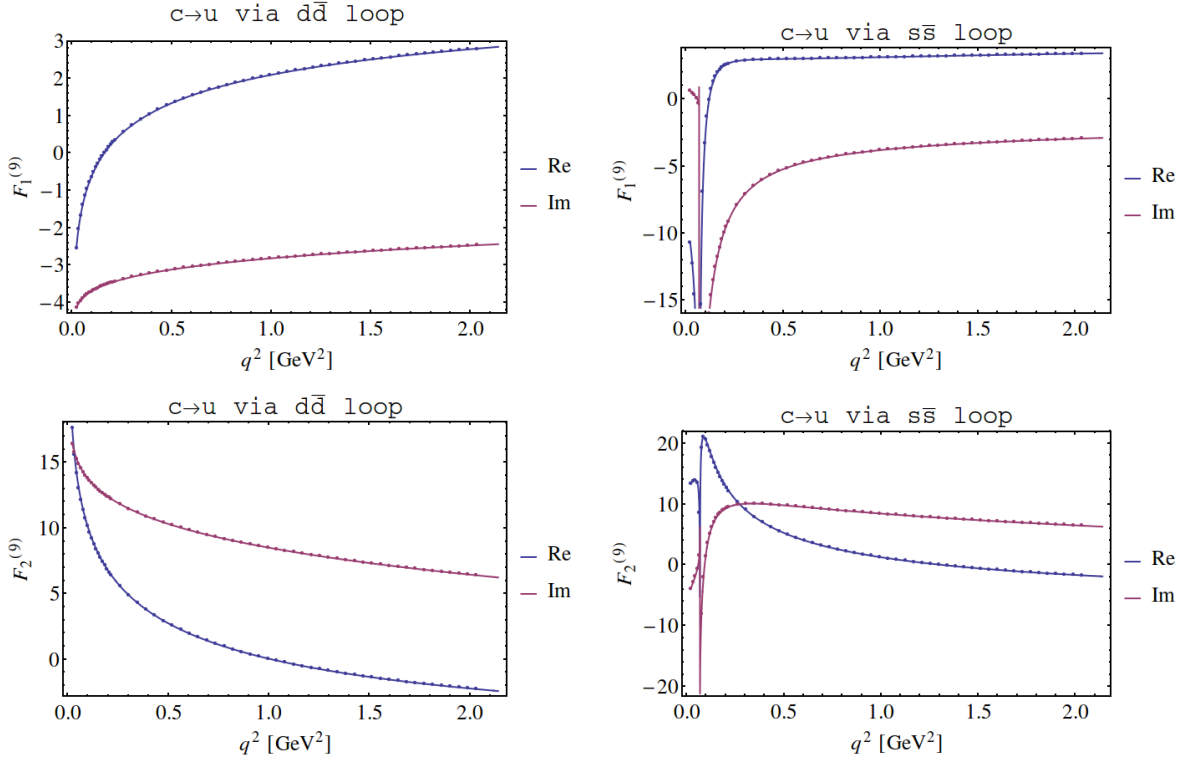 c→u via dd̅ loop
F₁⁽⁹⁾
3
2
1
0
−1
−2
−3
−4
0.0 0.5 1.0 1.5 2.0
q² [GeV²]
Re
Im
c→u via ss̅ loop
F₁⁽⁹⁾
0
−5
−10
−15
0.0 0.5 1.0 1.5 2.0
q² [GeV²]
Re
Im
c→u via dd̅ loop
F₂⁽⁹⁾
15
10
5
0
0.0 0.5 1.0 1.5 2.0
q² [GeV²]
Re
Im
c→u via ss̅ loop
F₂⁽⁹⁾
20
10
0
−10
−20
0.0 0.5 1.0 1.5 2.0
q² [GeV²]
Re
Im